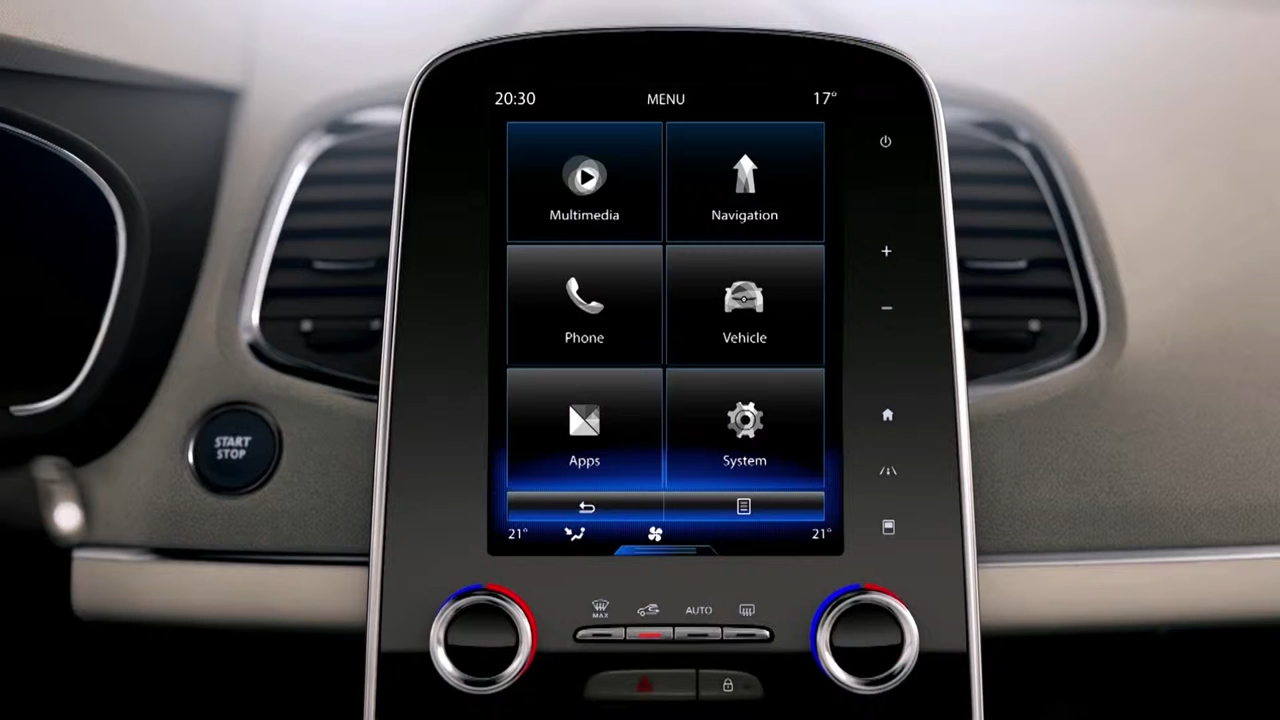 20:30 MENU 17°
Multimedia Navigation
Phone Vehicle
START
STOP
Apps System
21° 21°
MAX AUTO